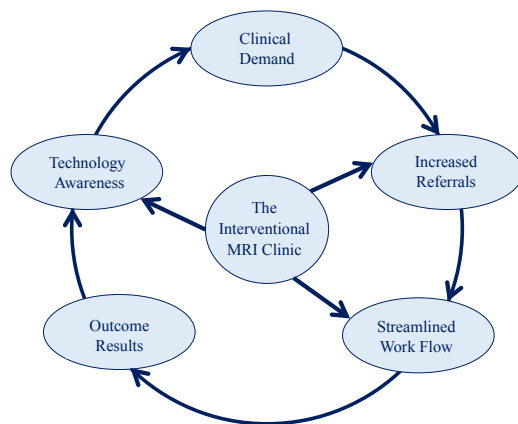 Clinical
Demand
Technology
Awareness
Increased
Referrals
The
Interventional
MRI Clinic
Outcome
Results
Streamlined
Work Flow